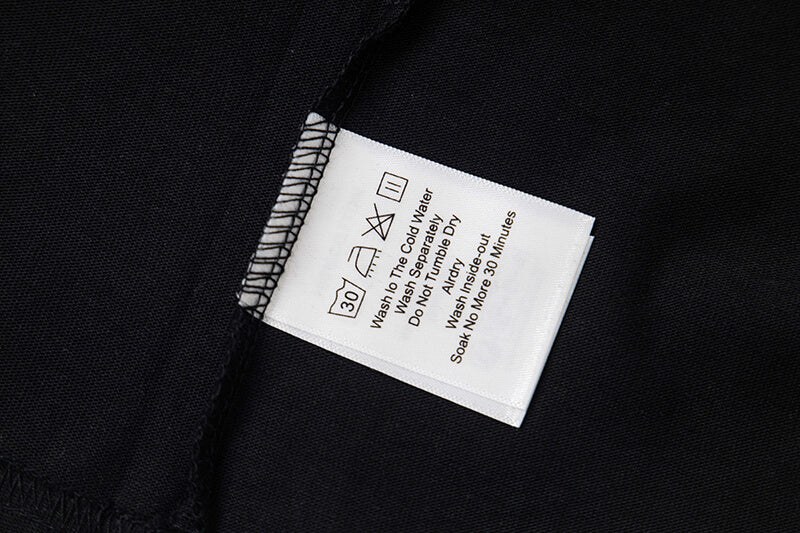 30
Wash Io The Cold Water
Wash Separately
Do Not Tumble Dry
Airdry
Wash Inside-out
Soak No More 30 Minutes